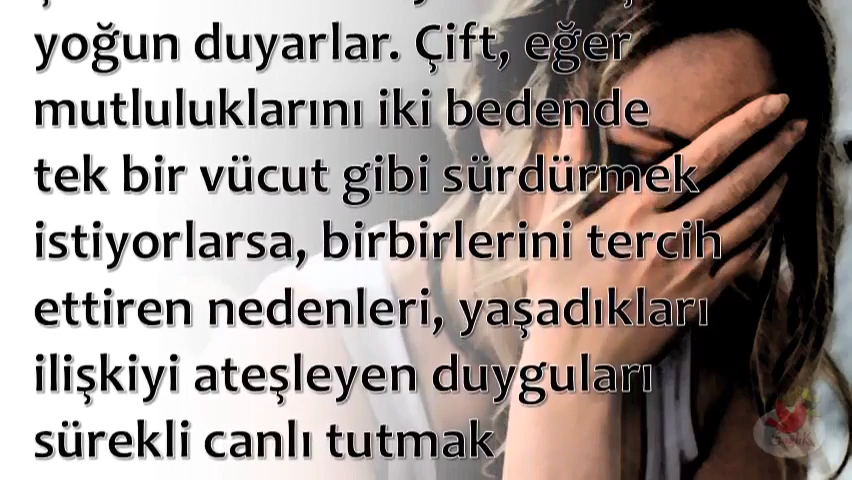 yoğun duyarlar. Çift, eğer
mutluluklarını iki bedende
tek bir vücut gibi sürdürmek
istiyorlarsa, birbirlerini tercih
ettiren nedenleri, yaşadıkları
ilişkiyi ateşleyen duyguları
sürekli canlı tutmak